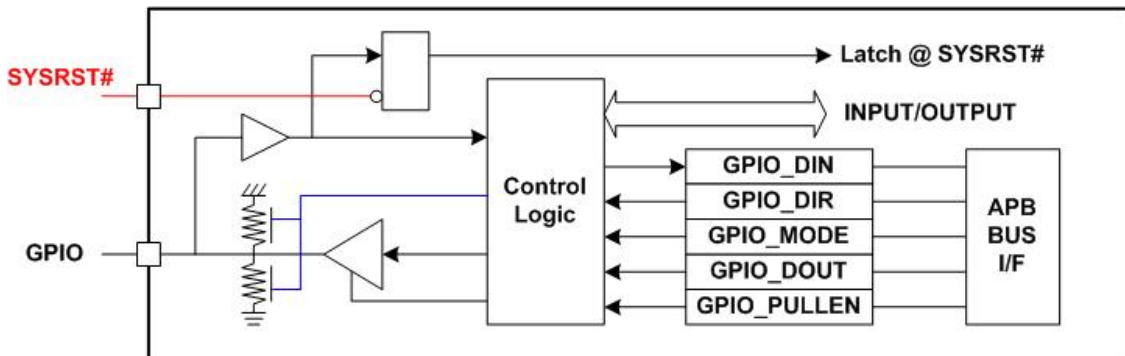 SYSRST#
Latch @ SYSRST#
INPUT/OUTPUT
Control
Logic
GPIO_DIN
GPIO_DIR
GPIO_MODE
GPIO_DOUT
GPIO_PULLEN
APB
BUS
I/F
GPIO